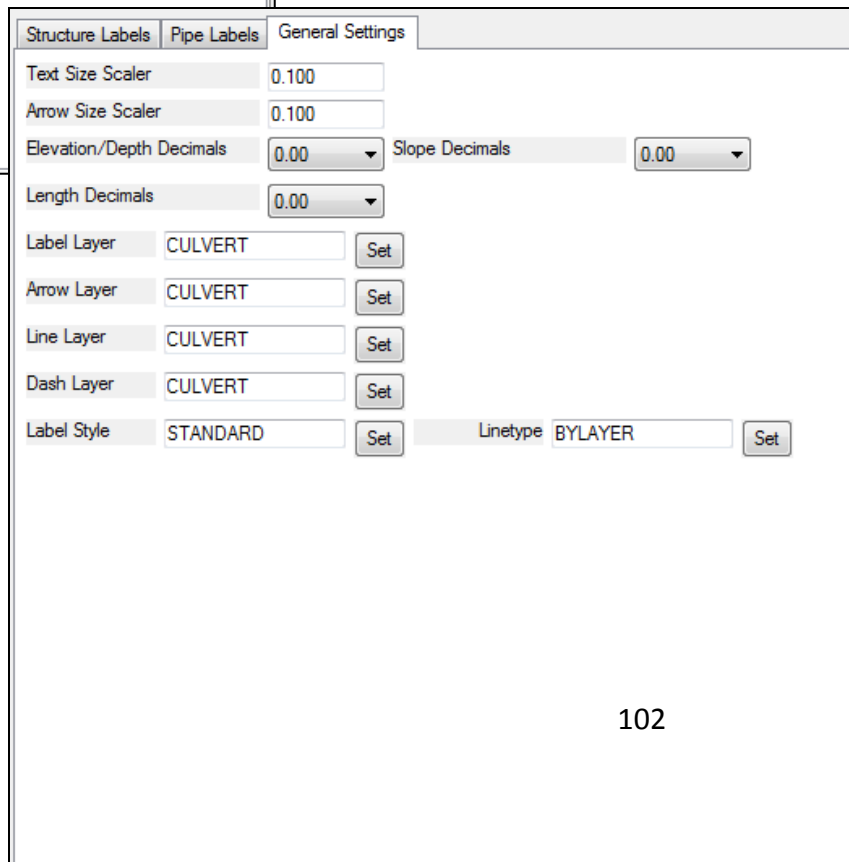 Structure Labels Pipe Labels General Settings
Text Size Scaler 0.100
Arrow Size Scaler 0.100
Elevation/Depth Decimals 0.00 Slope Decimals 0.00
Length Decimals 0.00
Label Layer CULVERT Set
Arrow Layer CULVERT Set
Line Layer CULVERT Set
Dash Layer CULVERT Set
Label Style STANDARD Set Linetype BYLAYER Set
102